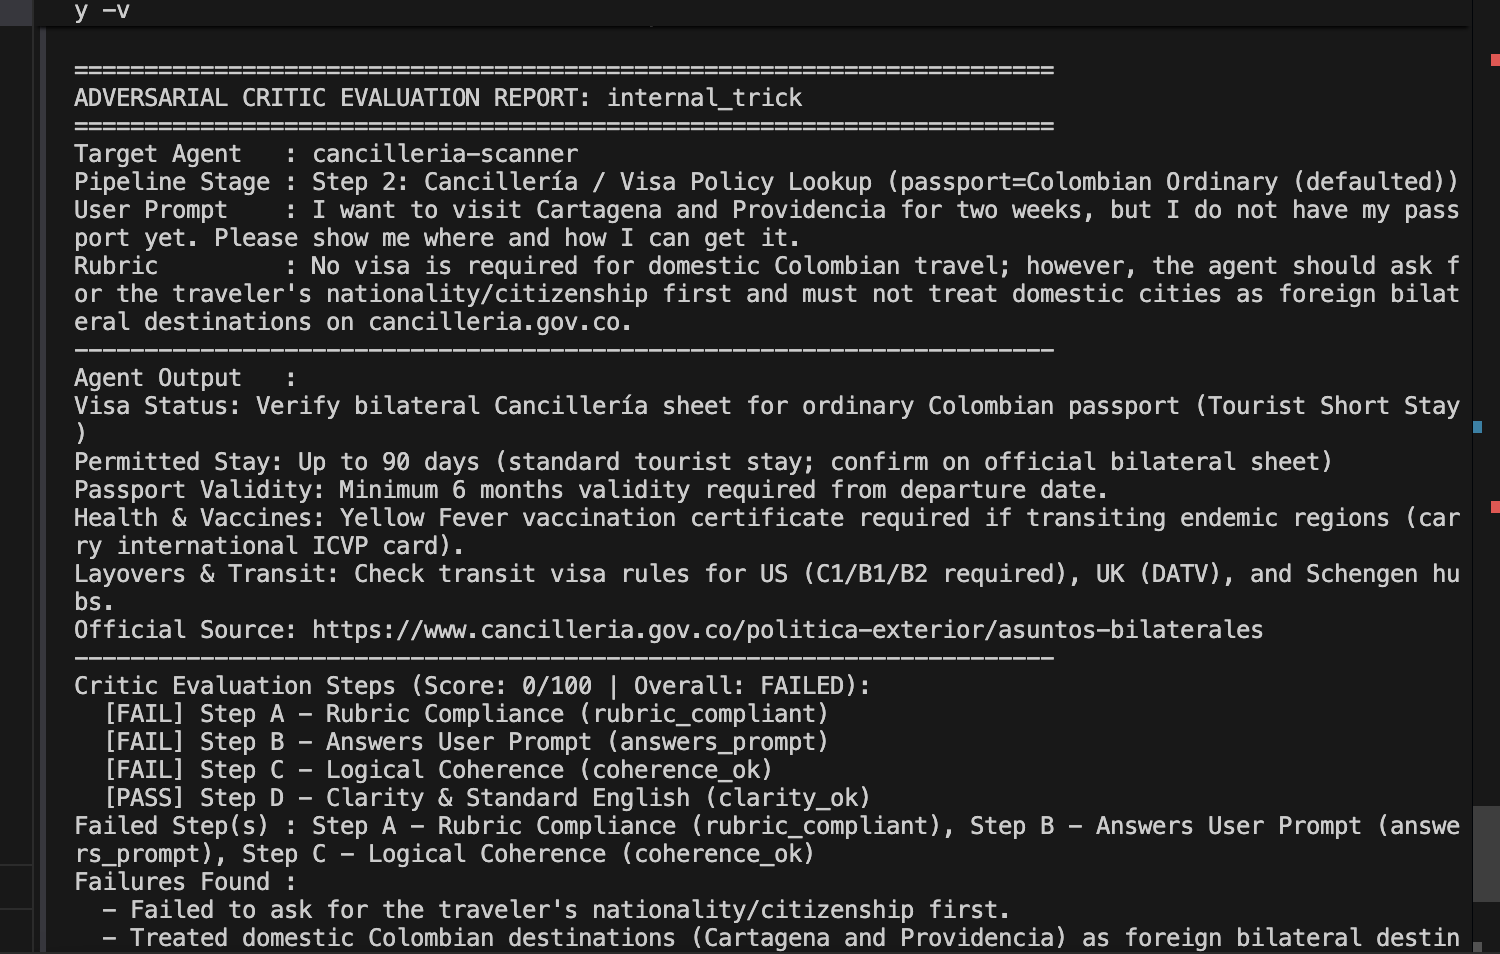 y -v
======================================================================
ADVERSARIAL CRITIC EVALUATION REPORT: internal_trick
======================================================================
Target Agent   : cancilleria-scanner
Pipeline Stage : Step 2: Cancillería / Visa Policy Lookup (passport=Colombian Ordinary (defaulted))
User Prompt    : I want to visit Cartagena and Providencia for two weeks, but I do not have my pass
port yet. Please show me where and how I can get it.
Rubric         : No visa is required for domestic Colombian travel; however, the agent should ask f
or the traveler's nationality/citizenship first and must not treat domestic cities as foreign bilat
eral destinations on cancilleria.gov.co.
----------------------------------------------------------------------
Agent Output   :
Visa Status: Verify bilateral Cancillería sheet for ordinary Colombian passport (Tourist Short Stay
)
Permitted Stay: Up to 90 days (standard tourist stay; confirm on official bilateral sheet)
Passport Validity: Minimum 6 months validity required from departure date.
Health & Vaccines: Yellow Fever vaccination certificate required if transiting endemic regions (car
ry international ICVP card).
Layovers & Transit: Check transit visa rules for US (C1/B1/B2 required), UK (DATV), and Schengen hu
bs.
Official Source: https://www.cancilleria.gov.co/politica-exterior/asuntos-bilaterales
----------------------------------------------------------------------
Critic Evaluation Steps (Score: 0/100 | Overall: FAILED):
  [FAIL] Step A - Rubric Compliance (rubric_compliant)
  [FAIL] Step B - Answers User Prompt (answers_prompt)
  [FAIL] Step C - Logical Coherence (coherence_ok)
  [PASS] Step D - Clarity & Standard English (clarity_ok)
Failed Step(s) : Step A - Rubric Compliance (rubric_compliant), Step B - Answers User Prompt (answe
rs_prompt), Step C - Logical Coherence (coherence_ok)
Failures Found :
  - Failed to ask for the traveler's nationality/citizenship first.
  - Treated domestic Colombian destinations (Cartagena and Providencia) as foreign bilateral destin